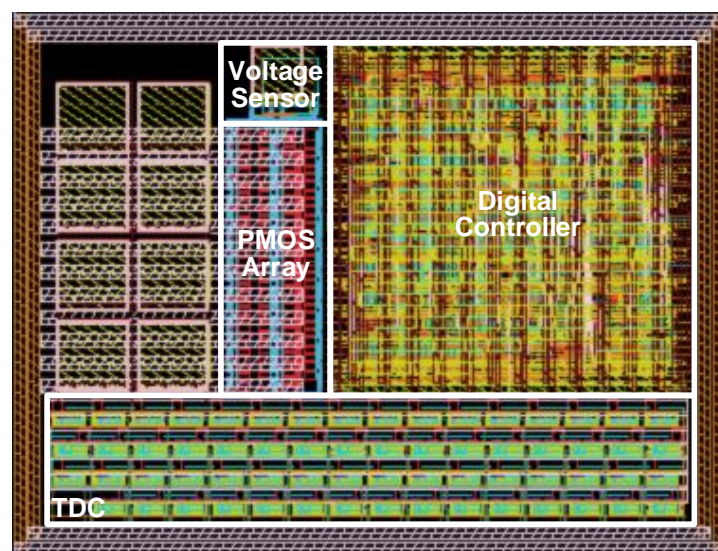 Voltage
Sensor
Digital
Controller
PMOS
Array
TDC